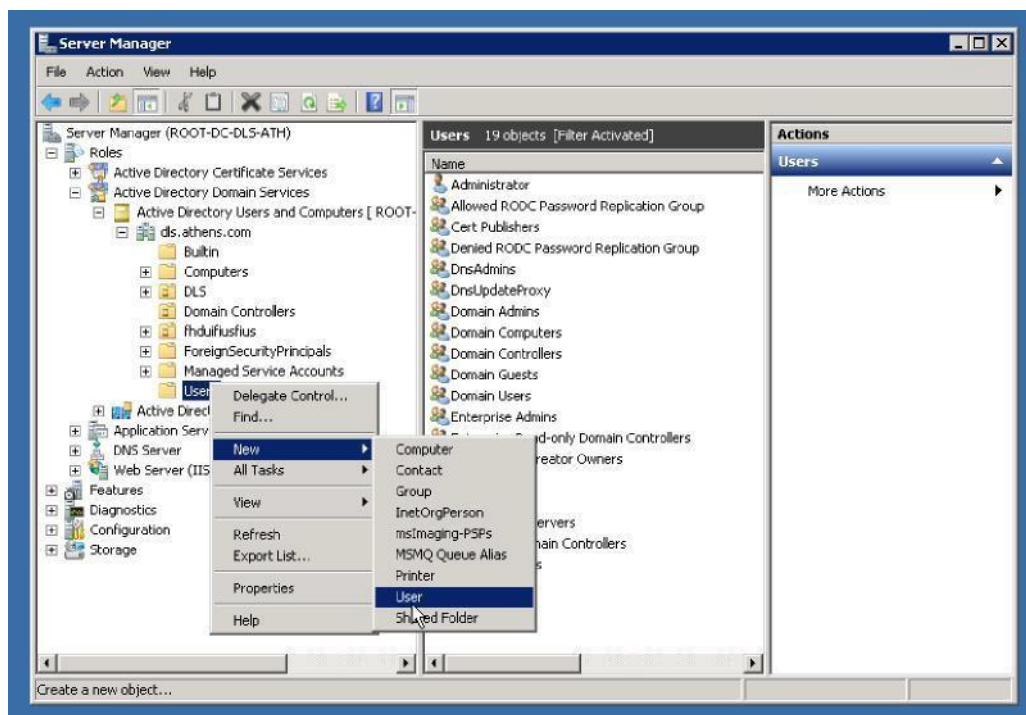 Server Manager
File Action View Help
Server Manager (ROOT-DC-DLS-ATH)
Roles
Active Directory Certificate Services
Active Directory Domain Services
Active Directory Users and Computers [ ROOT-
dls.athens.com
Builtin
Computers
DLS
Domain Controllers
fhduifiusfius
ForeignSecurityPrincipals
Managed Service Accounts
User
Active Direct
Application Serv
DNS Server
Web Server (IIS
Features
Diagnostics
Configuration
Storage
Delegate Control...
Find...
New
All Tasks
View
Refresh
Export List...
Properties
Help
Computer
Contact
Group
InetOrgPerson
msImaging-PSPs
MSMQ Queue Alias
Printer
User
Shared Folder
Users 19 objects [Filter Activated]
Name
Administrator
Allowed RODC Password Replication Group
Cert Publishers
Denied RODC Password Replication Group
DnsAdmins
DnsUpdateProxy
Domain Admins
Domain Computers
Domain Controllers
Domain Guests
Domain Users
Enterprise Admins
d-only Domain Controllers
reator Owners
ervers
ain Controllers
s
Actions
Users
More Actions
Create a new object...